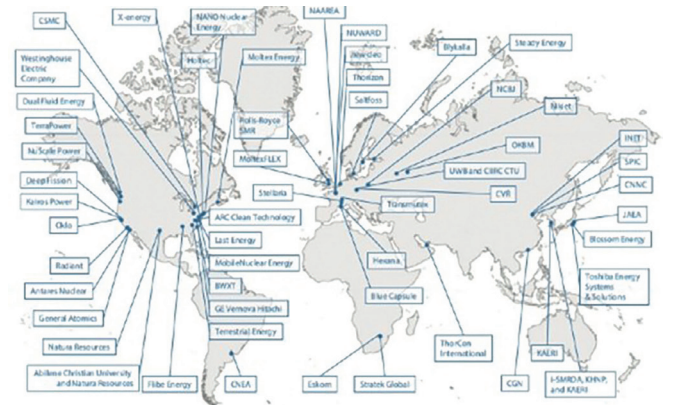 CSMC
X-energy
NANO Nuclear
Energy
NAAREA
NUWARD
Blykalla
Steady Energy
Westinghouse
Electric
Company
Holtec
Moltex Energy
Thorizon
NCBJ
Saltfoss
Dual Fluid Energy
Rolls-Royce
SMR
TerraPower
OKBM
INET
NuScale Power
MoltexFLEX
UWB and CIIRC CTU
SPIC
Deep Fission
Stellaria
CVR
CNNC
Kairos Power
Transmutex
ARC Clean Technology
JAEA
Oklo
Last Energy
Blossom Energy
Radiant
MobileNuclear Energy
Hexana
Antares Nuclear
BWXT
Blue Capsule
Toshiba Energy
Systems
& Solutions
General Atomics
GE Vernova Hitachi
Natura Resources
Terrestrial Energy
ThorCon
International
KAERI
Abilene Christian University
and Natura Resources
Flibe Energy
CNEA
Eskom
Stratek Global
CGN
i-SMRDA, KHNP,
and KAERI